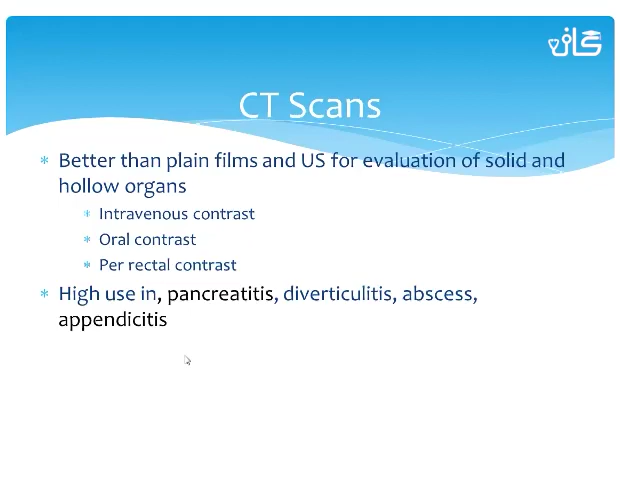 كان
CT Scans
* Better than plain films and US for evaluation of solid and
hollow organs
* Intravenous contrast
* Oral contrast
* Per rectal contrast
* High use in, pancreatitis, diverticulitis, abscess,
appendicitis